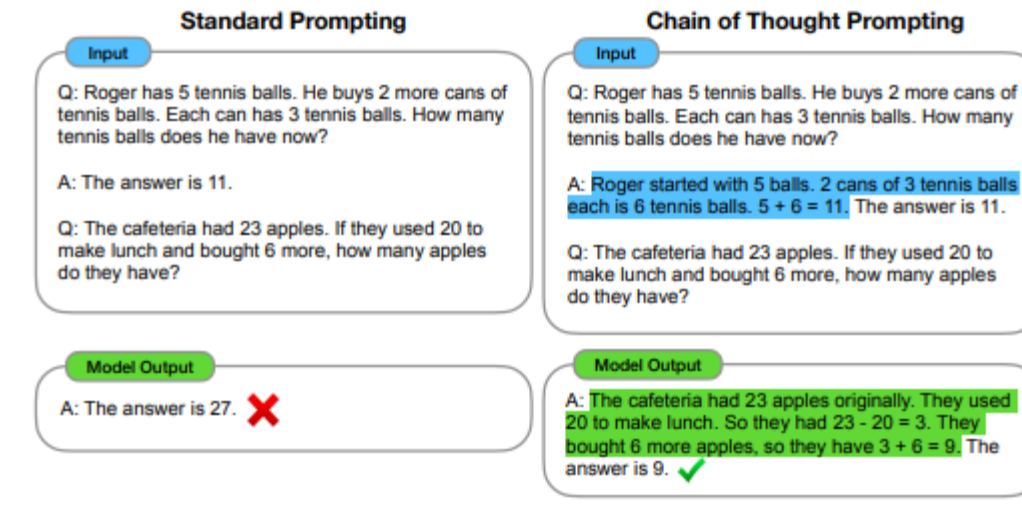 Standard Prompting
Input
Q: Roger has 5 tennis balls. He buys 2 more cans of
tennis balls. Each can has 3 tennis balls. How many
tennis balls does he have now?
A: The answer is 11.
Q: The cafeteria had 23 apples. If they used 20 to
make lunch and bought 6 more, how many apples
do they have?
Model Output
A: The answer is 27.
Chain of Thought Prompting
Input
Q: Roger has 5 tennis balls. He buys 2 more cans of
tennis balls. Each can has 3 tennis balls. How many
tennis balls does he have now?
A: Roger started with 5 balls. 2 cans of 3 tennis balls
each is 6 tennis balls. 5 + 6 = 11. The answer is 11.
Q: The cafeteria had 23 apples. If they used 20 to
make lunch and bought 6 more, how many apples
do they have?
Model Output
A: The cafeteria had 23 apples originally. They used
20 to make lunch. So they had 23 - 20 = 3. They
bought 6 more apples, so they have 3 + 6 = 9. The
answer is 9.